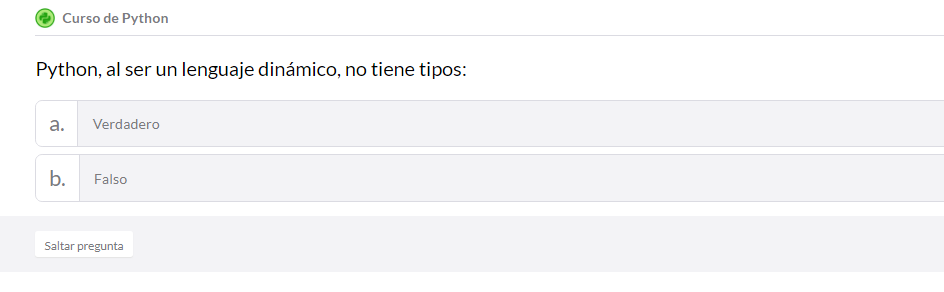 Curso de Python
Python, al ser un lenguaje dinámico, no tiene tipos:
a. Verdadero
b. Falso
Saltar pregunta